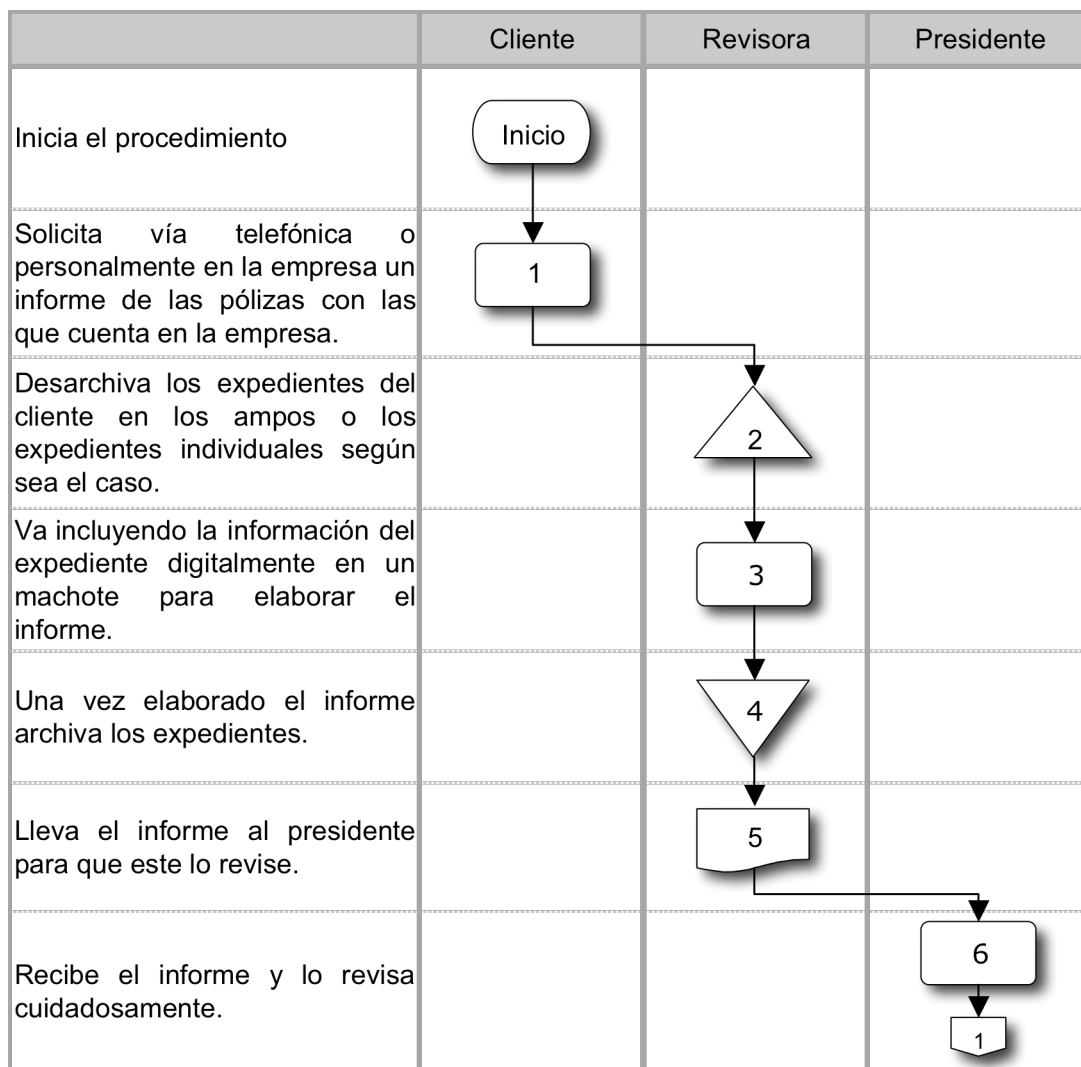 Cliente
Revisora
Presidente
Inicia el procedimiento
Inicio
Solicita vía telefónica o
personalmente en la empresa un
informe de las pólizas con las
que cuenta en la empresa.
1
Desarchiva los expedientes del
cliente en los ampos o los
expedientes individuales según
sea el caso.
2
Va incluyendo la información del
expediente digitalmente en un
machote para elaborar el
informe.
3
Una vez elaborado el informe
archiva los expedientes.
4
Lleva el informe al presidente
para que este lo revise.
5
Recibe el informe y lo revisa
cuidadosamente.
6
1